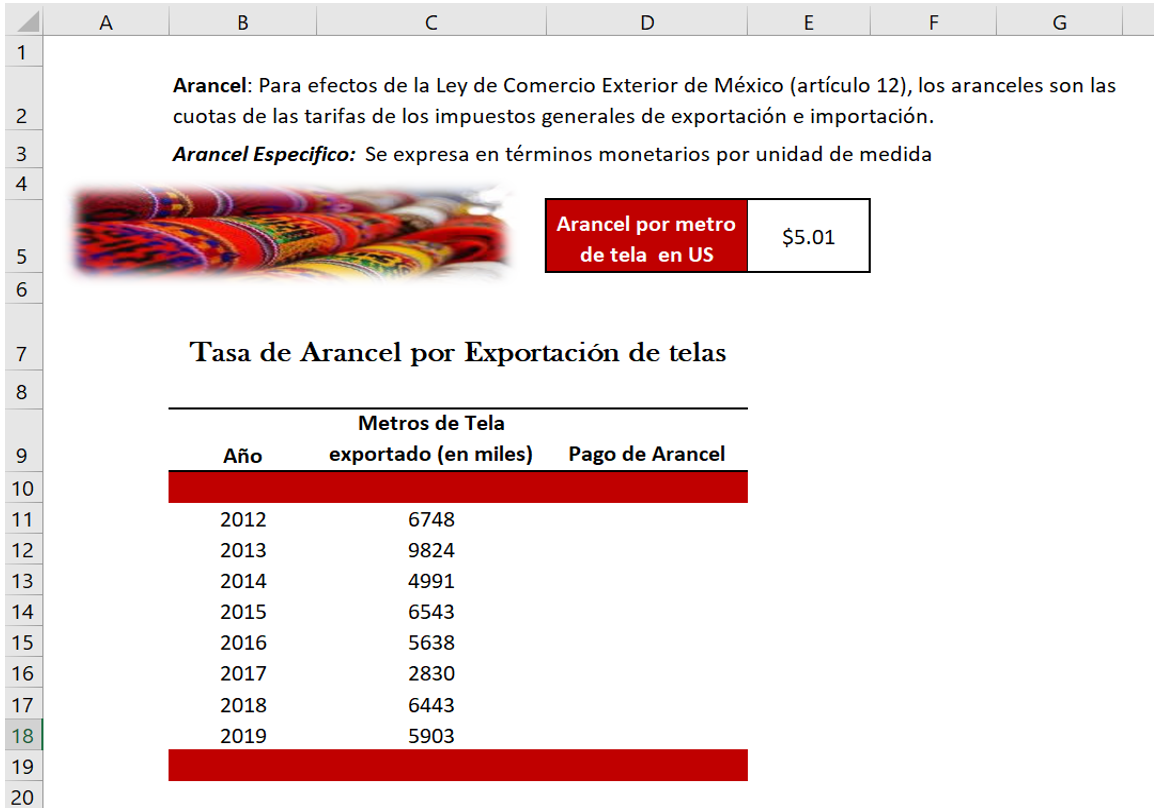 A B C D E F G
1
2 Arancel: Para efectos de la Ley de Comercio Exterior de México (artículo 12), los aranceles son las
cuotas de las tarifas de los impuestos generales de exportación e importación.
3 Arancel Especifico: Se expresa en términos monetarios por unidad de medida
4
5 Arancel por metro
de tela en US $5.01
6
7 Tasa de Arancel por Exportación de telas
8
9 Año Metros de Tela
exportado (en miles) Pago de Arancel
10
11 2012 6748
12 2013 9824
13 2014 4991
14 2015 6543
15 2016 5638
16 2017 2830
17 2018 6443
18 2019 5903
19
20